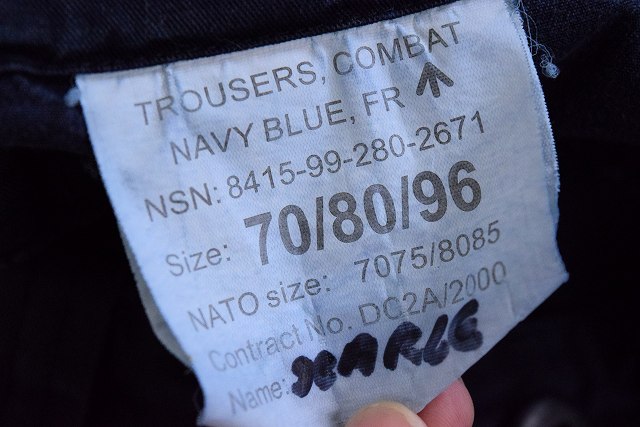 TROUSERS, COMBAT
NAVY BLUE, FR
NSN: 8415-99-280-2671
Size: 70/80/96
NATO size: 7075/8085
Contract No. DC2A/2000
Name: